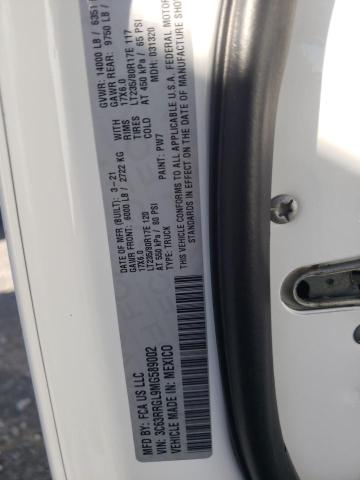 MFD BY: FCA US LLC
DATE OF MFR (BUILT): 3-21
GVWR: 14000 LB / 6351
GAWR FRONT: 6000 LB / 2722 KG
WITH
GAWR REAR: 9750 LB /
17X6.0
RIMS
17X6.0
LT235/80R17E 120
TIRES
LT235/80R17E 117
AT 550 kPa / 80 PSI
COLD
AT 450 kPa / 65 PSI
TYPE: TRUCK
PAINT: PW7
MDH: 031320
THIS VEHICLE CONFORMS TO ALL APPLICABLE U.S.A. FEDERAL MOTOR
STANDARDS IN EFFECT ON THE DATE OF MANUFACTURE SHOWN
VIN: 3C63RRGL9MG589002
VEHICLE MADE IN: MEXICO